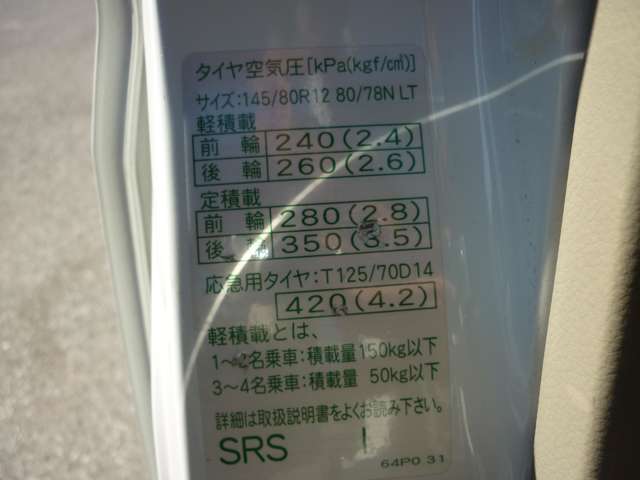 タイヤ空気圧[kPa(kgf/c㎡)]
サイズ:145/80R12 80/78N LT
軽積載
前 輪 240(2.4)
後 輪 260(2.6)
定積載
前 輪 280(2.8)
後 輪 350(3.5)
応急用タイヤ:T125/70D14
420(4.2)
軽積載とは、
1～2名乗車:積載量150kg以下
3～4名乗車:積載量 50kg以下
詳細は取扱説明書をよくお読み下さい。
SRS
64P0 31